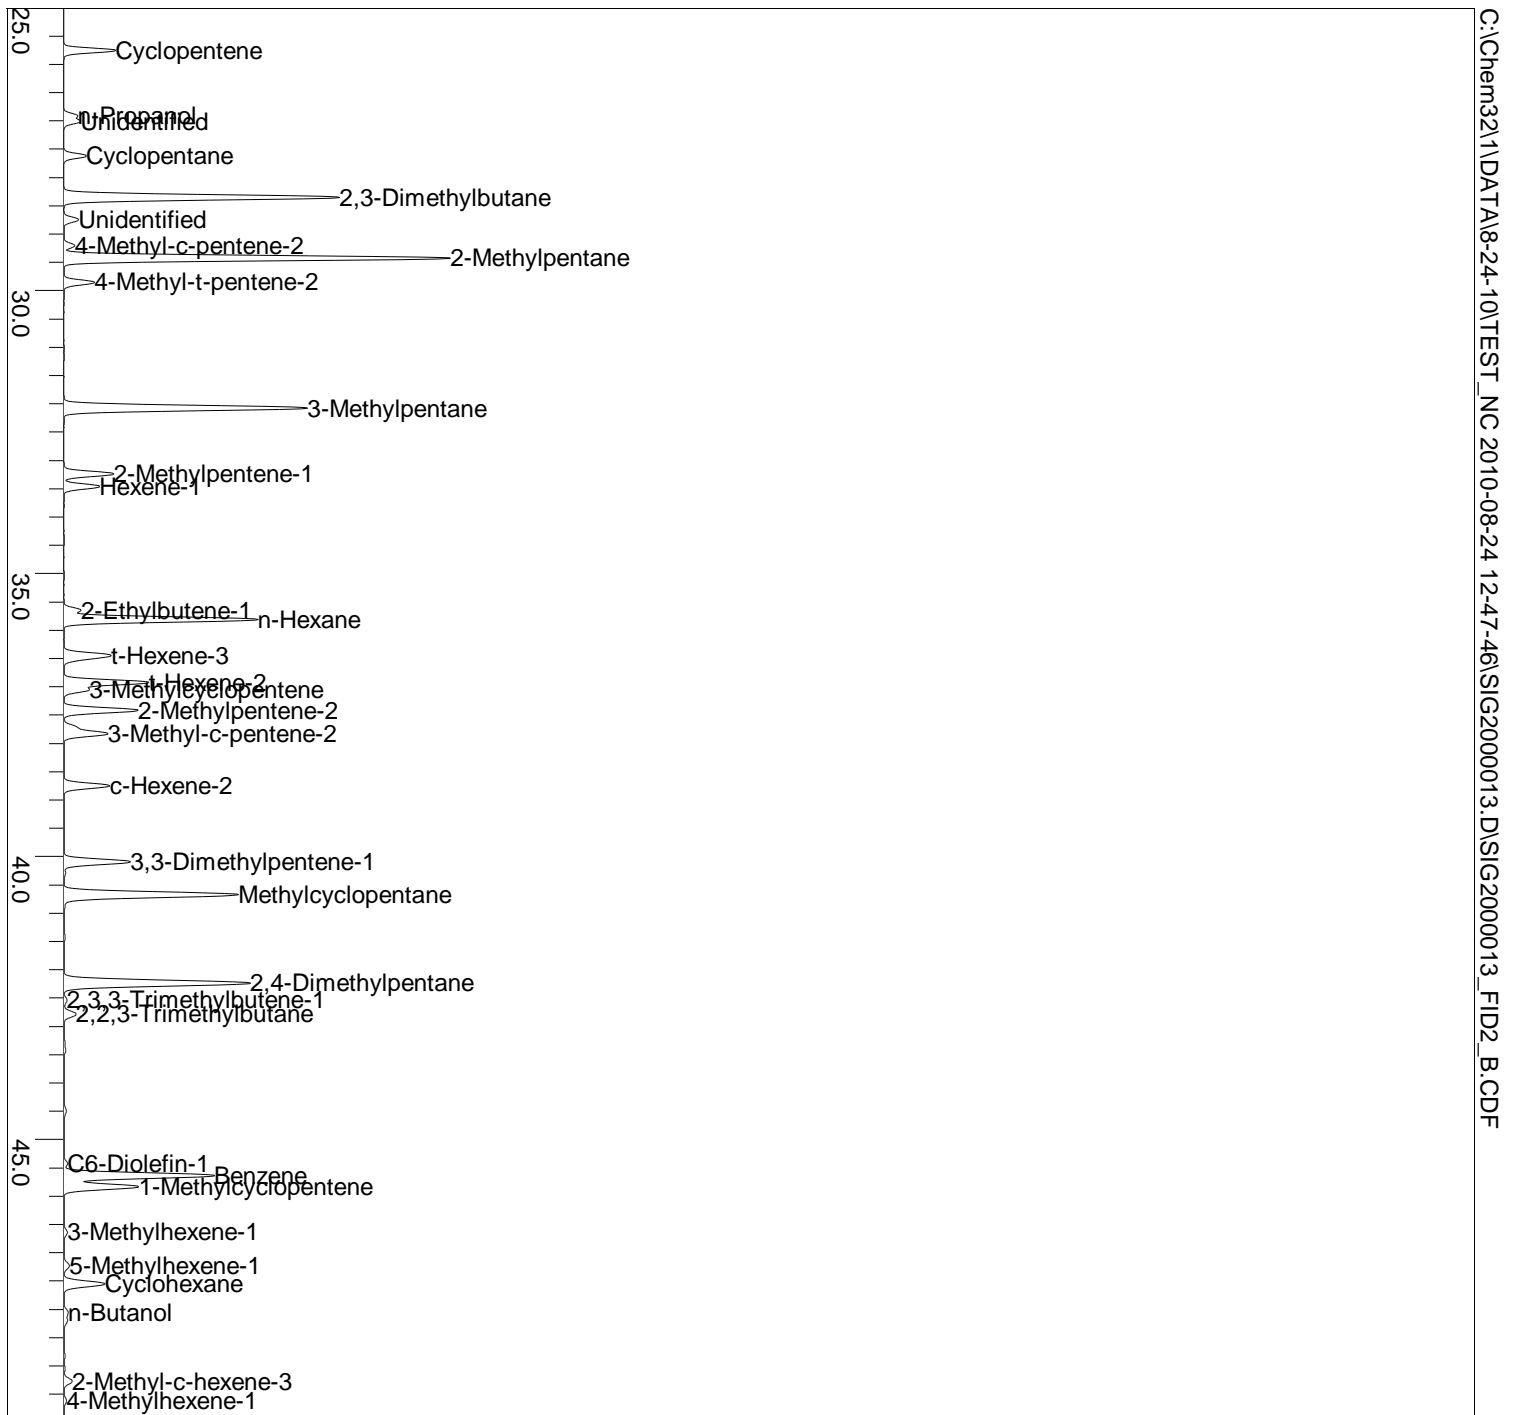 C:\Chem32\1\DATA\8-24-10\TEST_NC 2010-08-24 12-47-46\SIG2000013.D\SIG2000013_FID2_B.CDF
25.0
Cyclopentene
n-Propanol
Unidentified
Cyclopentane
2,3-Dimethylbutane
Unidentified
4-Methyl-c-pentene-2
2-Methylpentane
4-Methyl-t-pentene-2
30.0
3-Methylpentane
2-Methylpentene-1
Hexene-1
35.0
2-Ethylbutene-1
n-Hexane
t-Hexene-3
t-Hexene-2
3-Methylcyclopentene
2-Methylpentene-2
3-Methyl-c-pentene-2
c-Hexene-2
40.0
3,3-Dimethylpentene-1
Methylcyclopentane
2,4-Dimethylpentane
2,3,3-Trimethylbutene-1
2,2,3-Trimethylbutane
45.0
C6-Diolefin-1
Benzene
1-Methylcyclopentene
3-Methylhexene-1
5-Methylhexene-1
Cyclohexane
n-Butanol
2-Methyl-c-hexene-3
4-Methylhexene-1